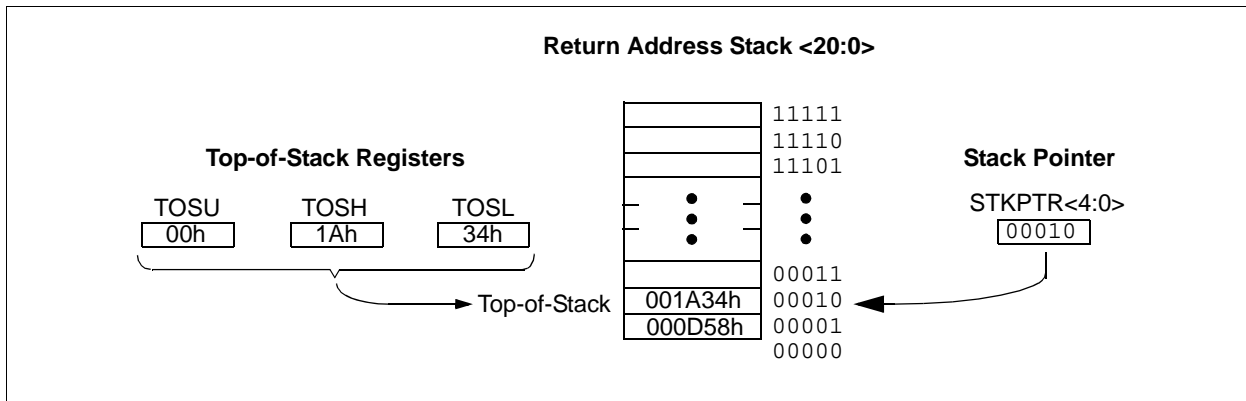 Return Address Stack <20:0>
11111
11110
11101
Top-of-Stack Registers
Stack Pointer
TOSU TOSH TOSL
00h 1Ah 34h
STKPTR<4:0>
00010
00011
Top-of-Stack 001A34h 00010
000D58h 00001
00000